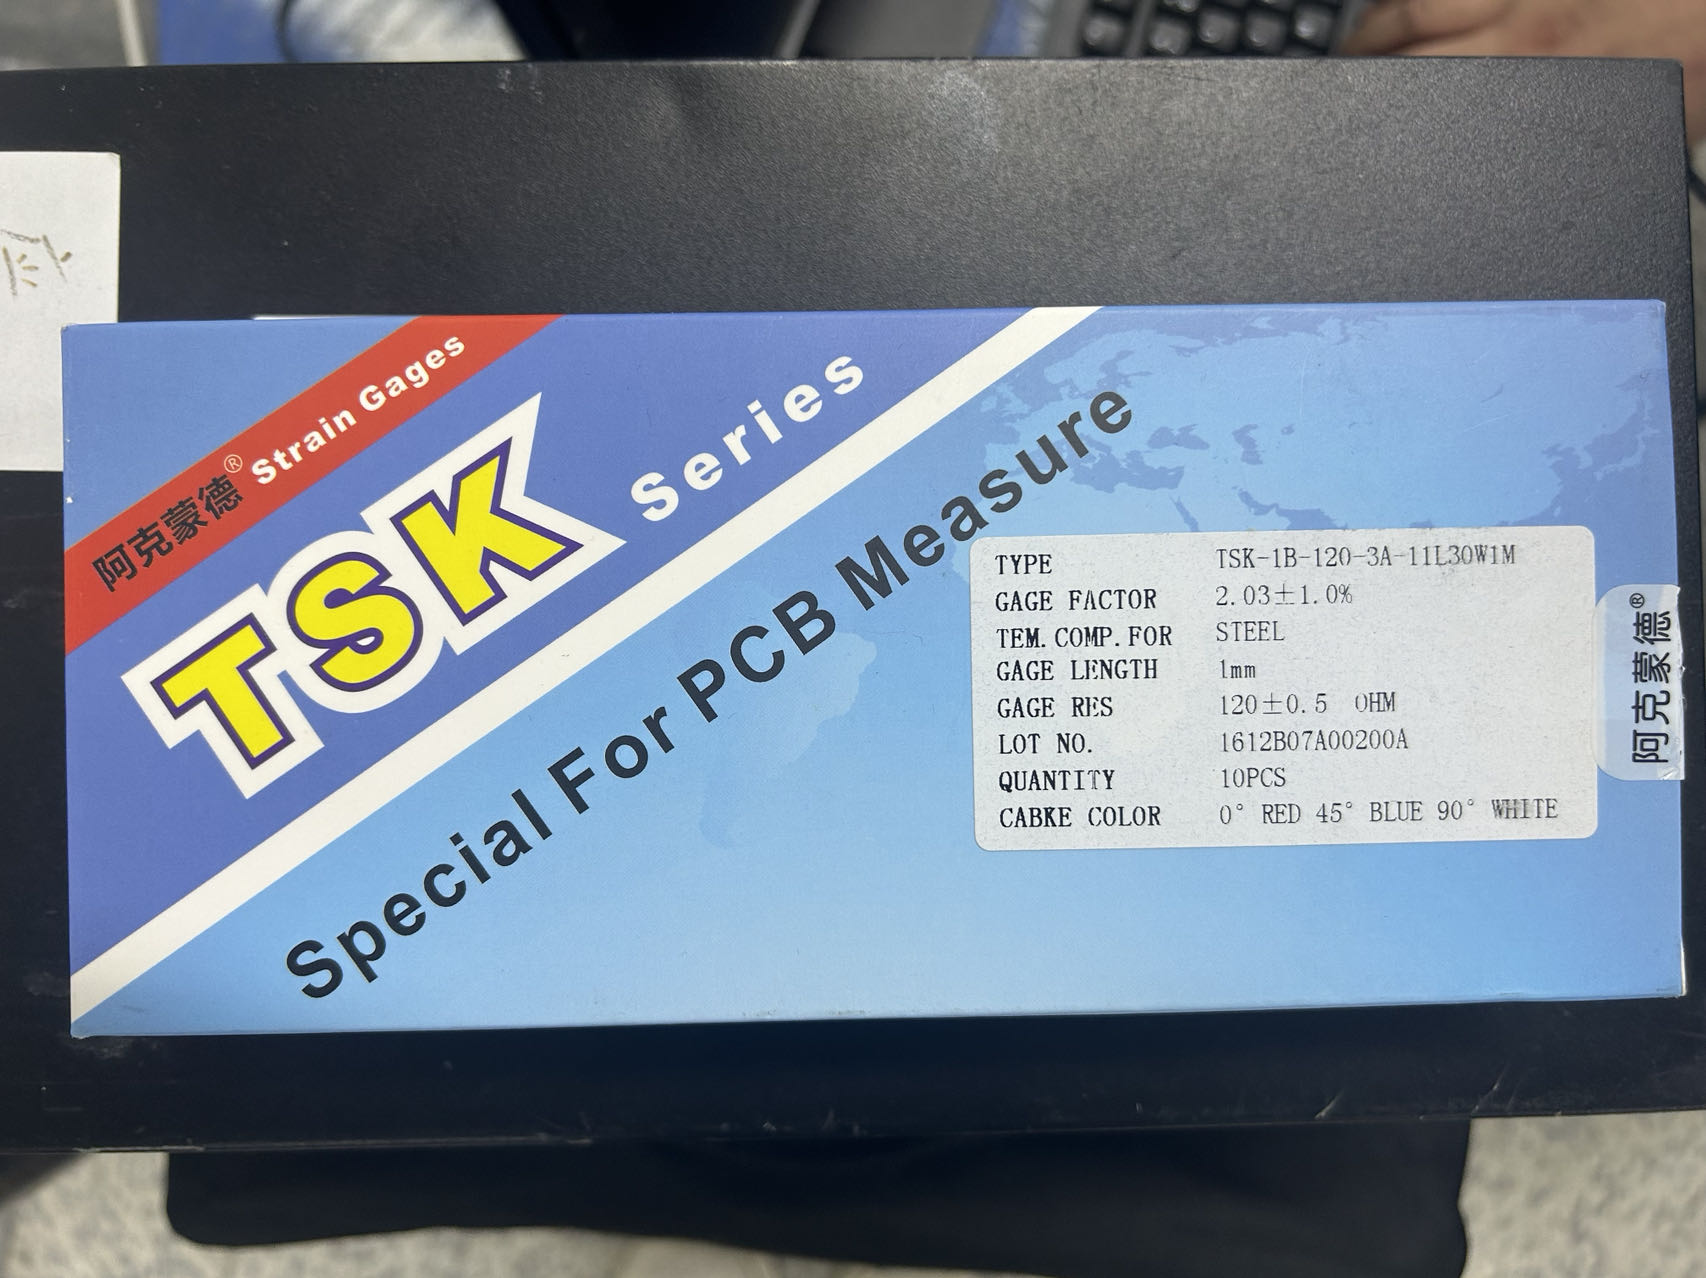 阿克蒙德® Strain Gages
TSK Series
Special For PCB Measure
TYPE TSK-1B-120-3A-11L30W1M
GAGE FACTOR 2.03±1.0%
TEM.COMP.FOR STEEL
GAGE LENGTH 1mm
GAGE RES 120±0.5 OHM
LOT NO. 1612B07A00200A
QUANTITY 10PCS
CABKE COLOR 0° RED 45° BLUE 90° WHITE
阿克蒙德®